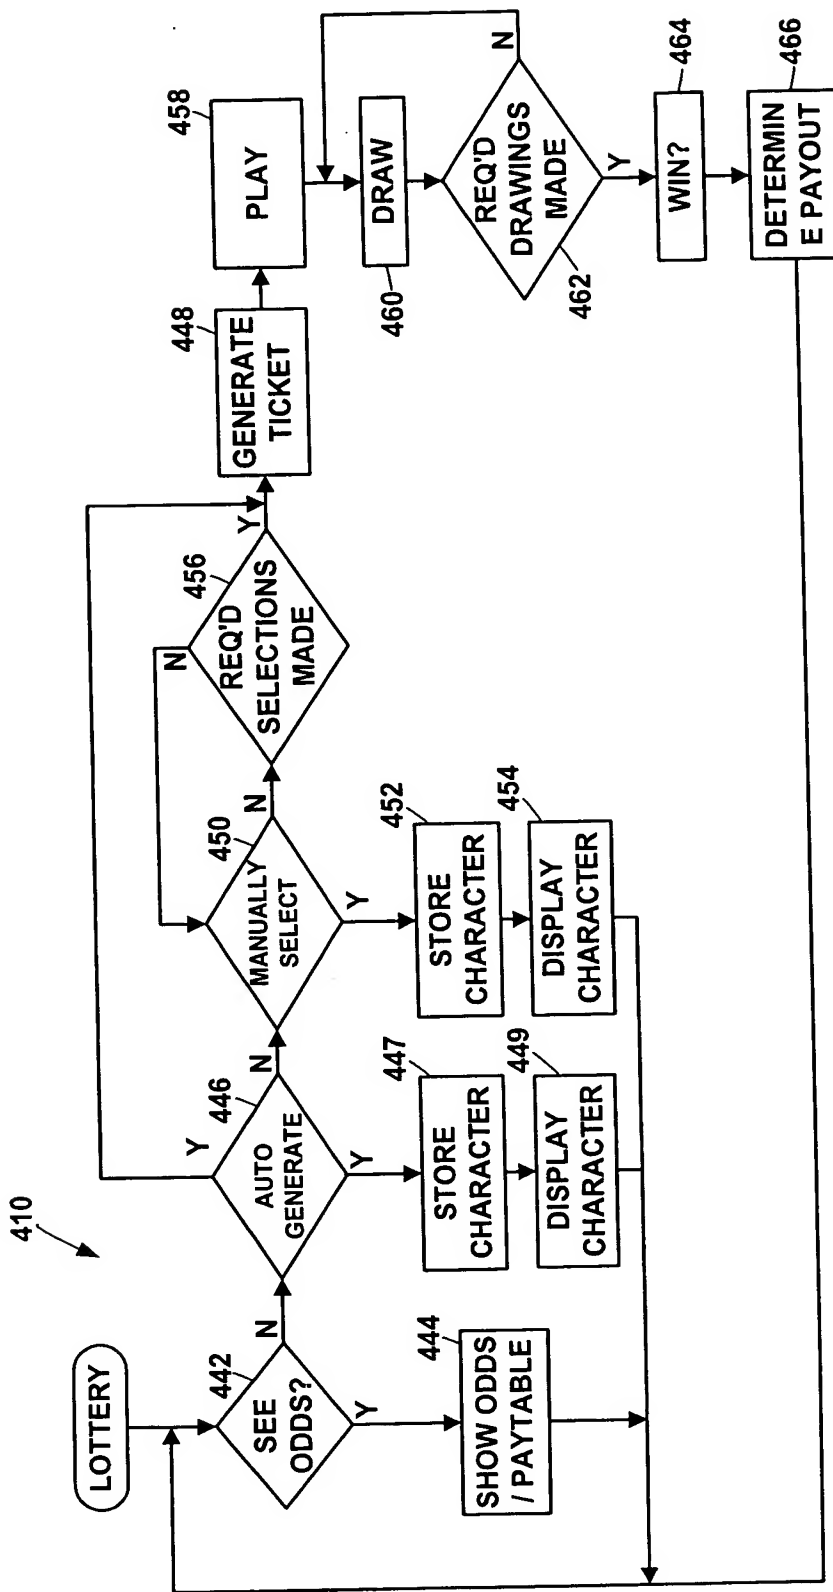 410
LOTTERY
442
SEE
ODDS?
N
Y
444
SHOW ODDS
/ PAYTABLE
446
AUTO
GENERATE
Y
N
Y
447
STORE
CHARACTER
449
DISPLAY
CHARACTER
450
MANUALLY
SELECT
N
Y
452
STORE
CHARACTER
454
DISPLAY
CHARACTER
456
REQ'D
SELECTIONS
MADE
N
Y
448
GENERATE
TICKET
458
PLAY
460
DRAW
462
REQ'D
DRAWINGS
MADE
N
Y
464
WIN?
466
DETERMIN
E PAYOUT